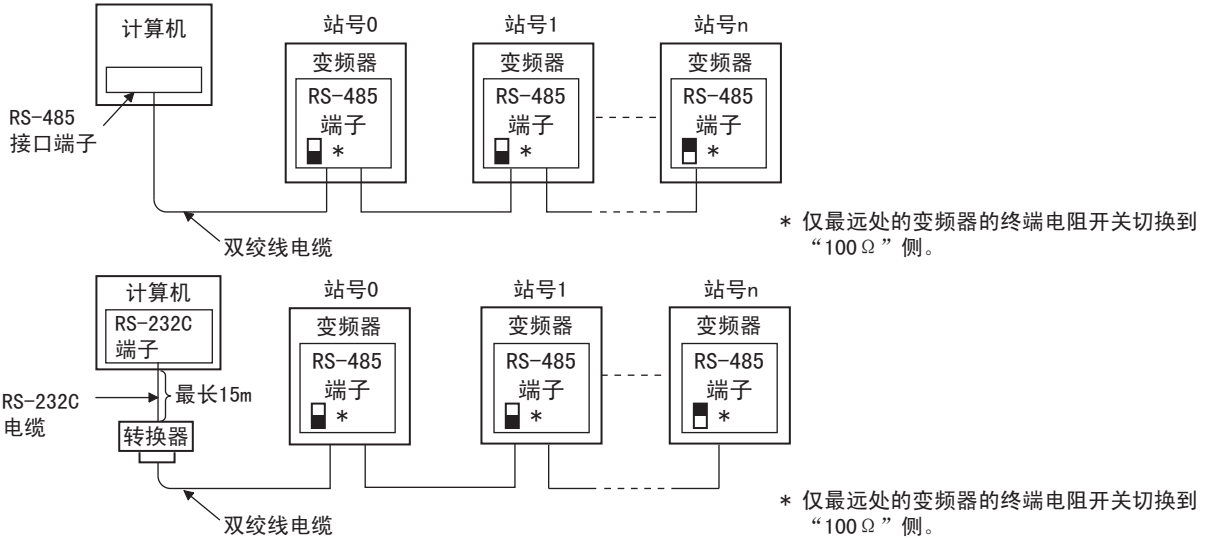 计算机
站号0
站号1
站号n
变频器
变频器
变频器
RS-485
端子
*
RS-485
端子
*
RS-485
端子
*
RS-485
接口端子
双绞线电缆
* 仅最远处的变频器的终端电阻开关切换到
“100Ω”侧。
计算机
站号0
站号1
站号n
RS-232C
端子
变频器
变频器
变频器
RS-485
端子
*
RS-485
端子
*
RS-485
端子
*
RS-232C
电缆
最长15m
转换器
双绞线电缆
* 仅最远处的变频器的终端电阻开关切换到
“100Ω”侧。